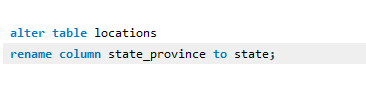 alter table locations
rename column state_province to state;